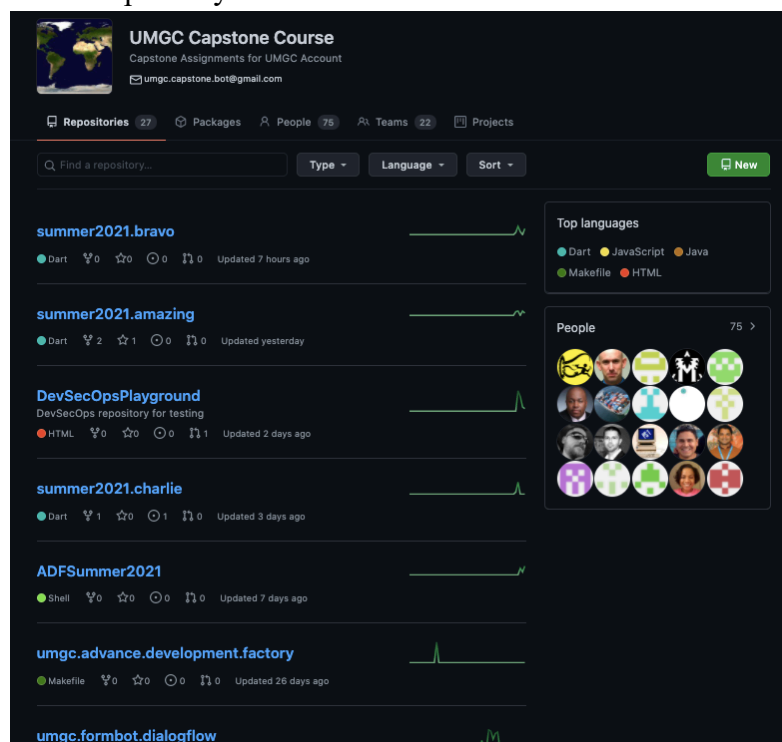 UMGC Capstone Course
Capstone Assignments for UMGC Account
umgc.capstone.bot@gmail.com
Repositories 27 Packages People 75 Teams 22 Projects
Find a repository... Type Language Sort New
summer2021.bravo
Dart 0 0 0 0 Updated 7 hours ago
summer2021.amazing
Dart 2 1 0 0 Updated yesterday
DevSecOpsPlayground
DevSecOps repository for testing
HTML 0 0 0 1 Updated 2 days ago
summer2021.charlie
Dart 1 0 1 0 Updated 3 days ago
ADFSummer2021
Shell 0 0 0 0 Updated 7 days ago
umgc.advance.development.factory
Makefile 0 0 0 0 Updated 26 days ago
umgc.formbot.dialogflow
Top languages
Dart JavaScript Java
Makefile HTML
People 75